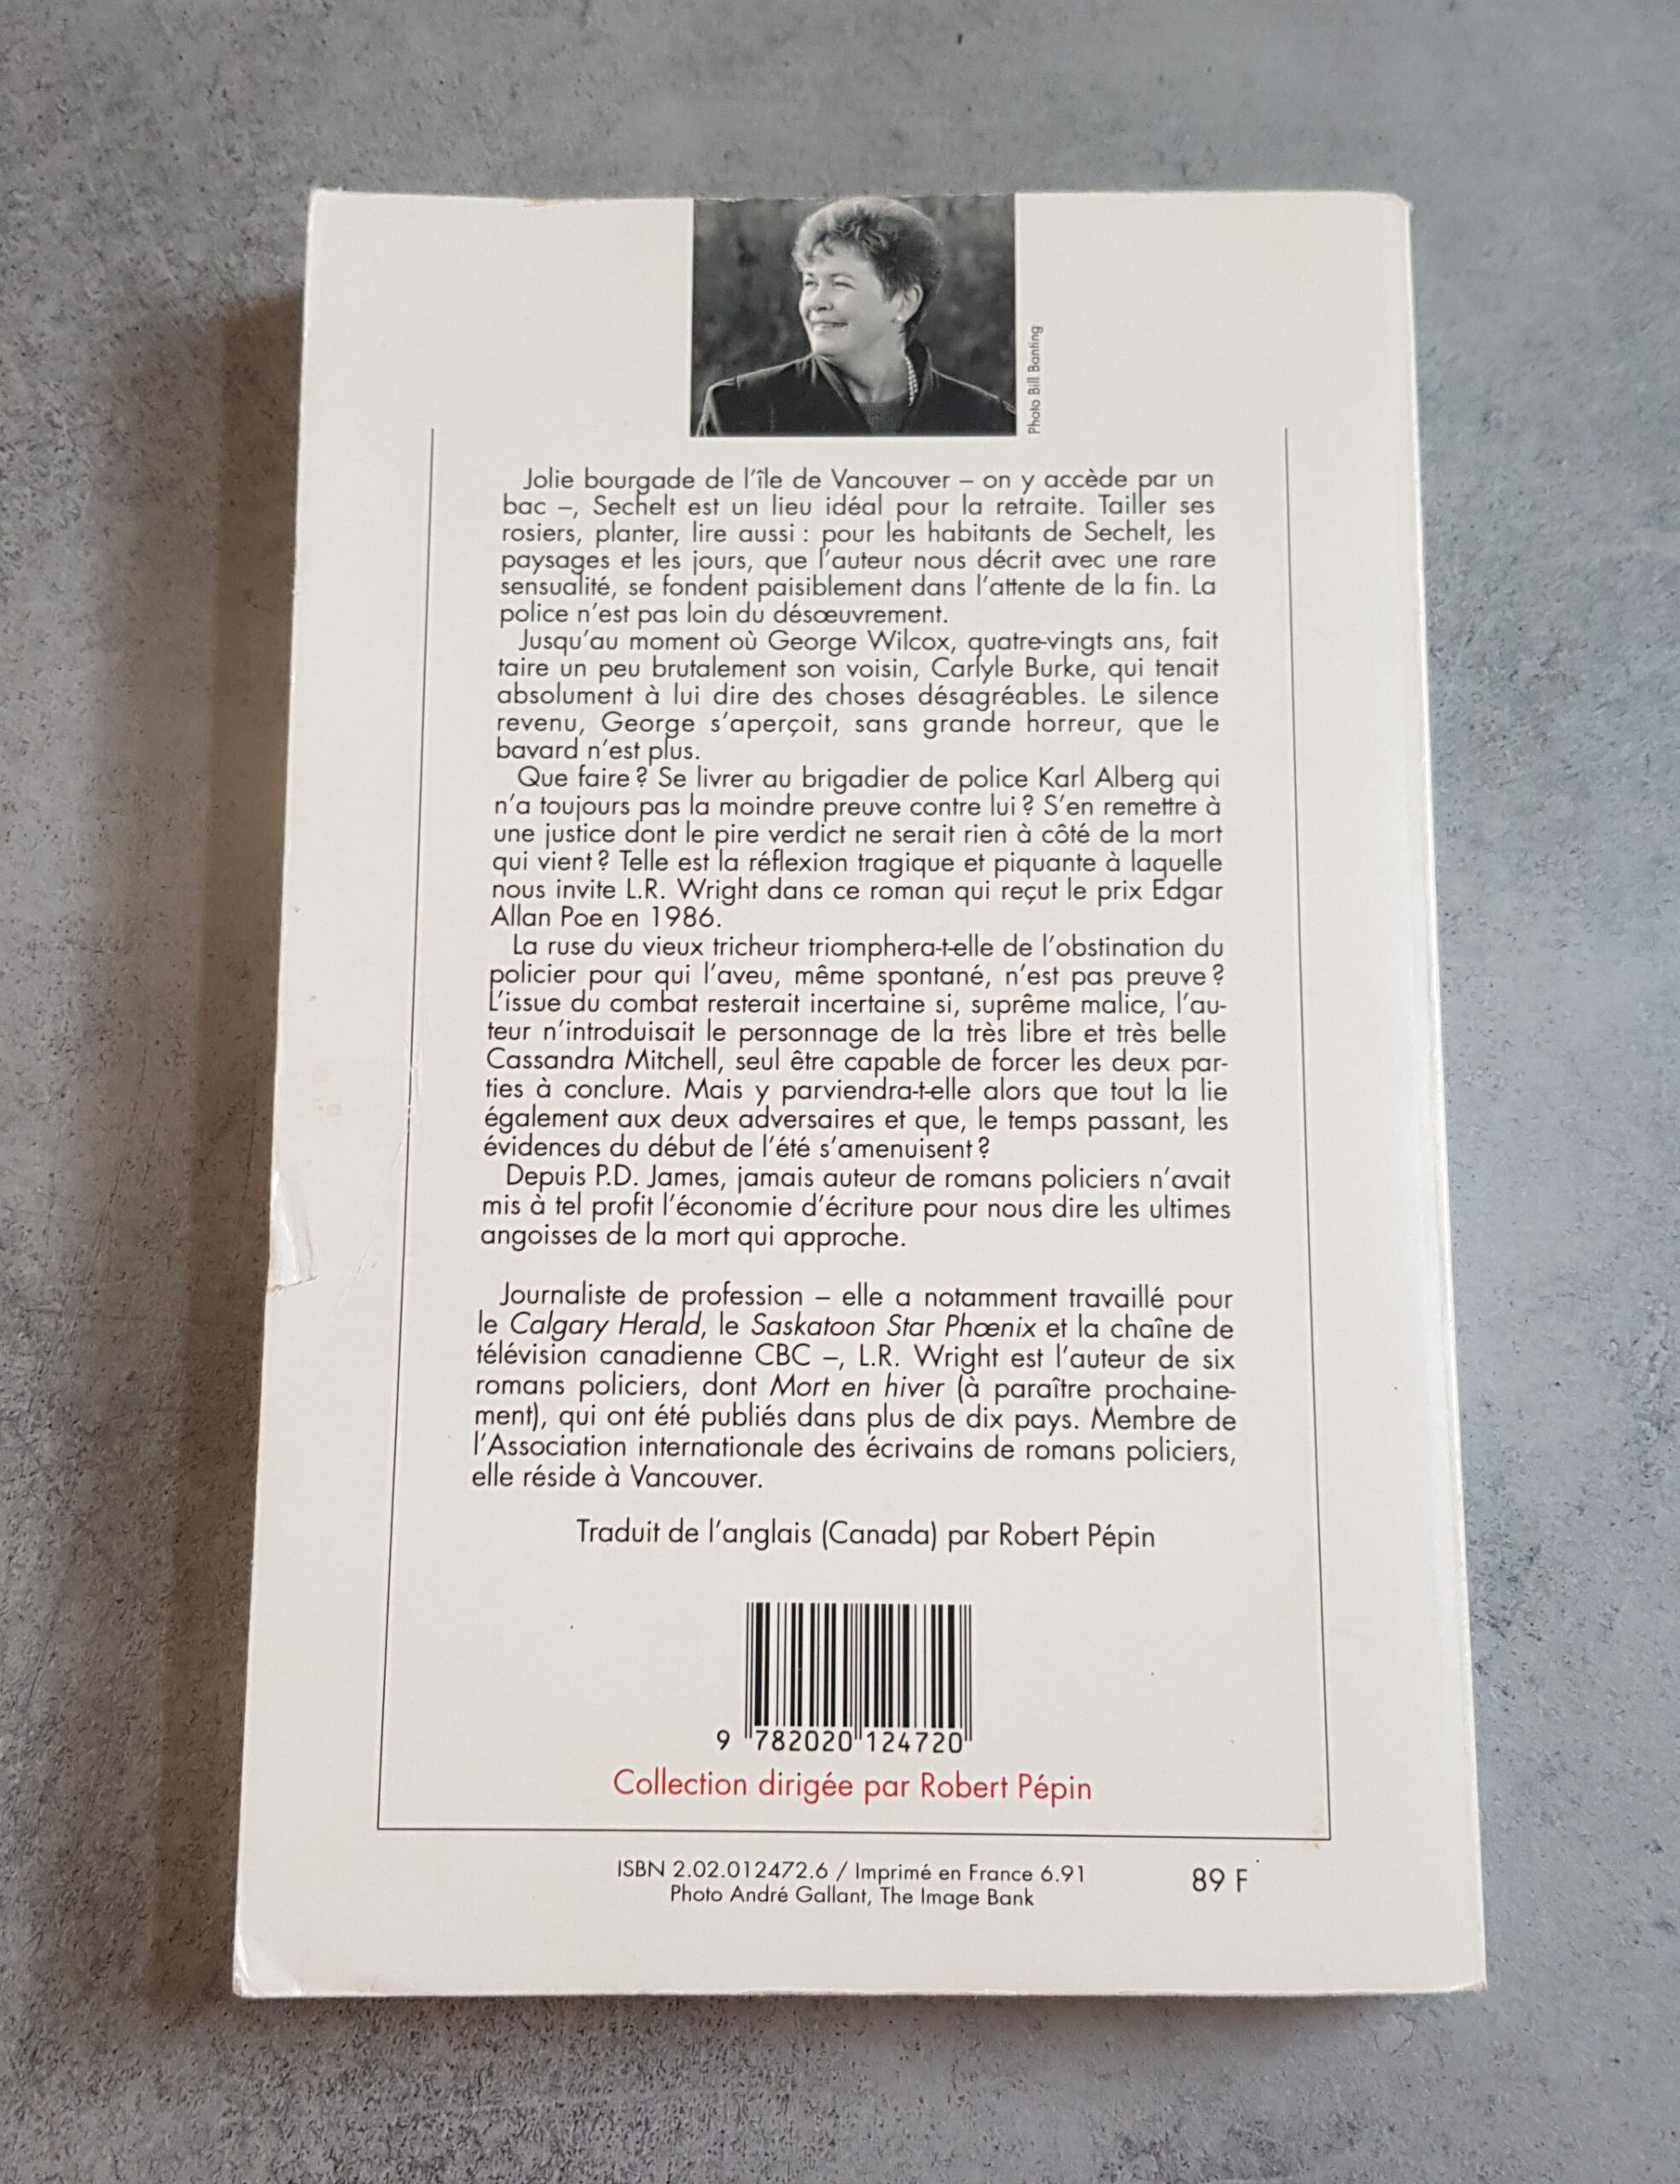 Photo Bill Banting
Jolie bourgade de l'île de Vancouver – on y accède par un
bac –, Sechelt est un lieu idéal pour la retraite. Tailler ses
rosiers, planter, lire aussi : pour les habitants de Sechelt, les
paysages et les jours, que l'auteur nous décrit avec une rare
sensualité, se fondent paisiblement dans l'attente de la fin. La
police n'est pas loin du désœuvrement.
Jusqu'au moment où George Wilcox, quatre-vingts ans, fait
taire un peu brutalement son voisin, Carlyle Burke, qui tenait
absolument à lui dire des choses désagréables. Le silence
revenu, George s'aperçoit, sans grande horreur, que le
bavard n'est plus.
Que faire ? Se livrer au brigadier de police Karl Alberg qui
n'a toujours pas la moindre preuve contre lui ? S'en remettre à
une justice dont le pire verdict ne serait rien à côté de la mort
qui vient ? Telle est la réflexion tragique et piquante à laquelle
nous invite L.R. Wright dans ce roman qui reçut le prix Edgar
Allan Poe en 1986.
La ruse du vieux tricheur triomphera-t-elle de l'obstination du
policier pour qui l'aveu, même spontané, n'est pas preuve ?
L'issue du combat resterait incertaine si, suprême malice, l'au-
teur n'introduisait le personnage de la très libre et très belle
Cassandra Mitchell, seul être capable de forcer les deux par-
ties à conclure. Mais y parviendra-t-elle alors que tout la lie
également aux deux adversaires et que, le temps passant, les
évidences du début de l'été s'amenuisent ?
Depuis P.D. James, jamais auteur de romans policiers n'avait
mis à tel profit l'économie d'écriture pour nous dire les ultimes
angoisses de la mort qui approche.
Journaliste de profession – elle a notamment travaillé pour
le Calgary Herald, le Saskatoon Star Phœnix et la chaîne de
télévision canadienne CBC –, L.R. Wright est l'auteur de six
romans policiers, dont Mort en hiver (à paraître prochaine-
ment), qui ont été publiés dans plus de dix pays. Membre de
l'Association internationale des écrivains de romans policiers,
elle réside à Vancouver.
Traduit de l'anglais (Canada) par Robert Pépin
9 782020 124720
Collection dirigée par Robert Pépin
ISBN 2.02.012472.6 / Imprimé en France 6.91
Photo André Gallant, The Image Bank
89 F